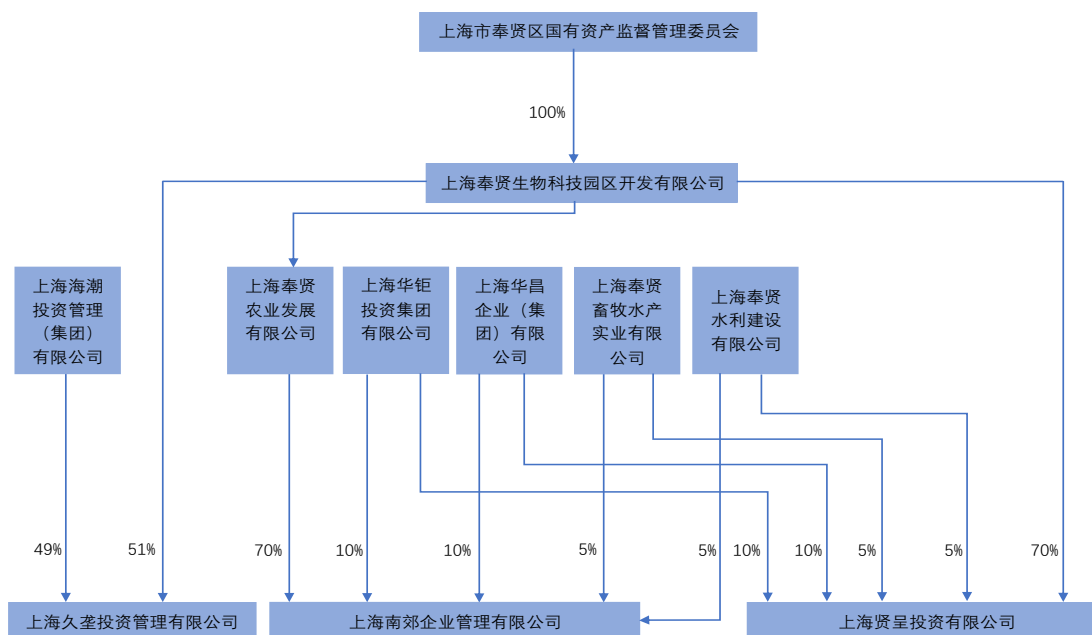 上海市奉贤区国有资产监督管理委员会
100%
上海奉贤生物科技园区开发有限公司
上海海潮
投资管理
（集团）
有限公司
上海奉贤
农业发展
有限公司
上海华钜
投资集团
有限公司
上海华昌
企业（集
团）有限
公司
上海奉贤
畜牧水产
实业有限
公司
上海奉贤
水利建设
有限公司
49%
51%
70%
10%
10%
5%
5%
10%
10%
5%
5%
70%
上海久垄投资管理有限公司
上海南郊企业管理有限公司
上海贤呈投资有限公司